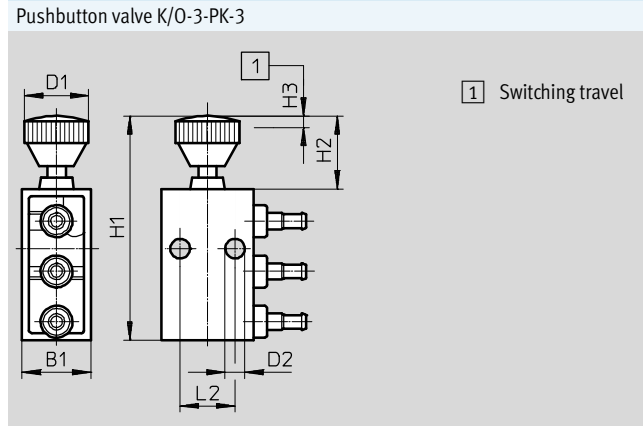 Pushbutton valve K/O-3-PK-3
D1
1
H3
1 Switching travel
H2
H1
B1
D2
L2